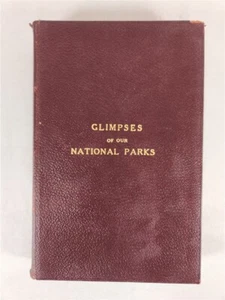 GLIMPSES
OF OUR
NATIONAL PARKS